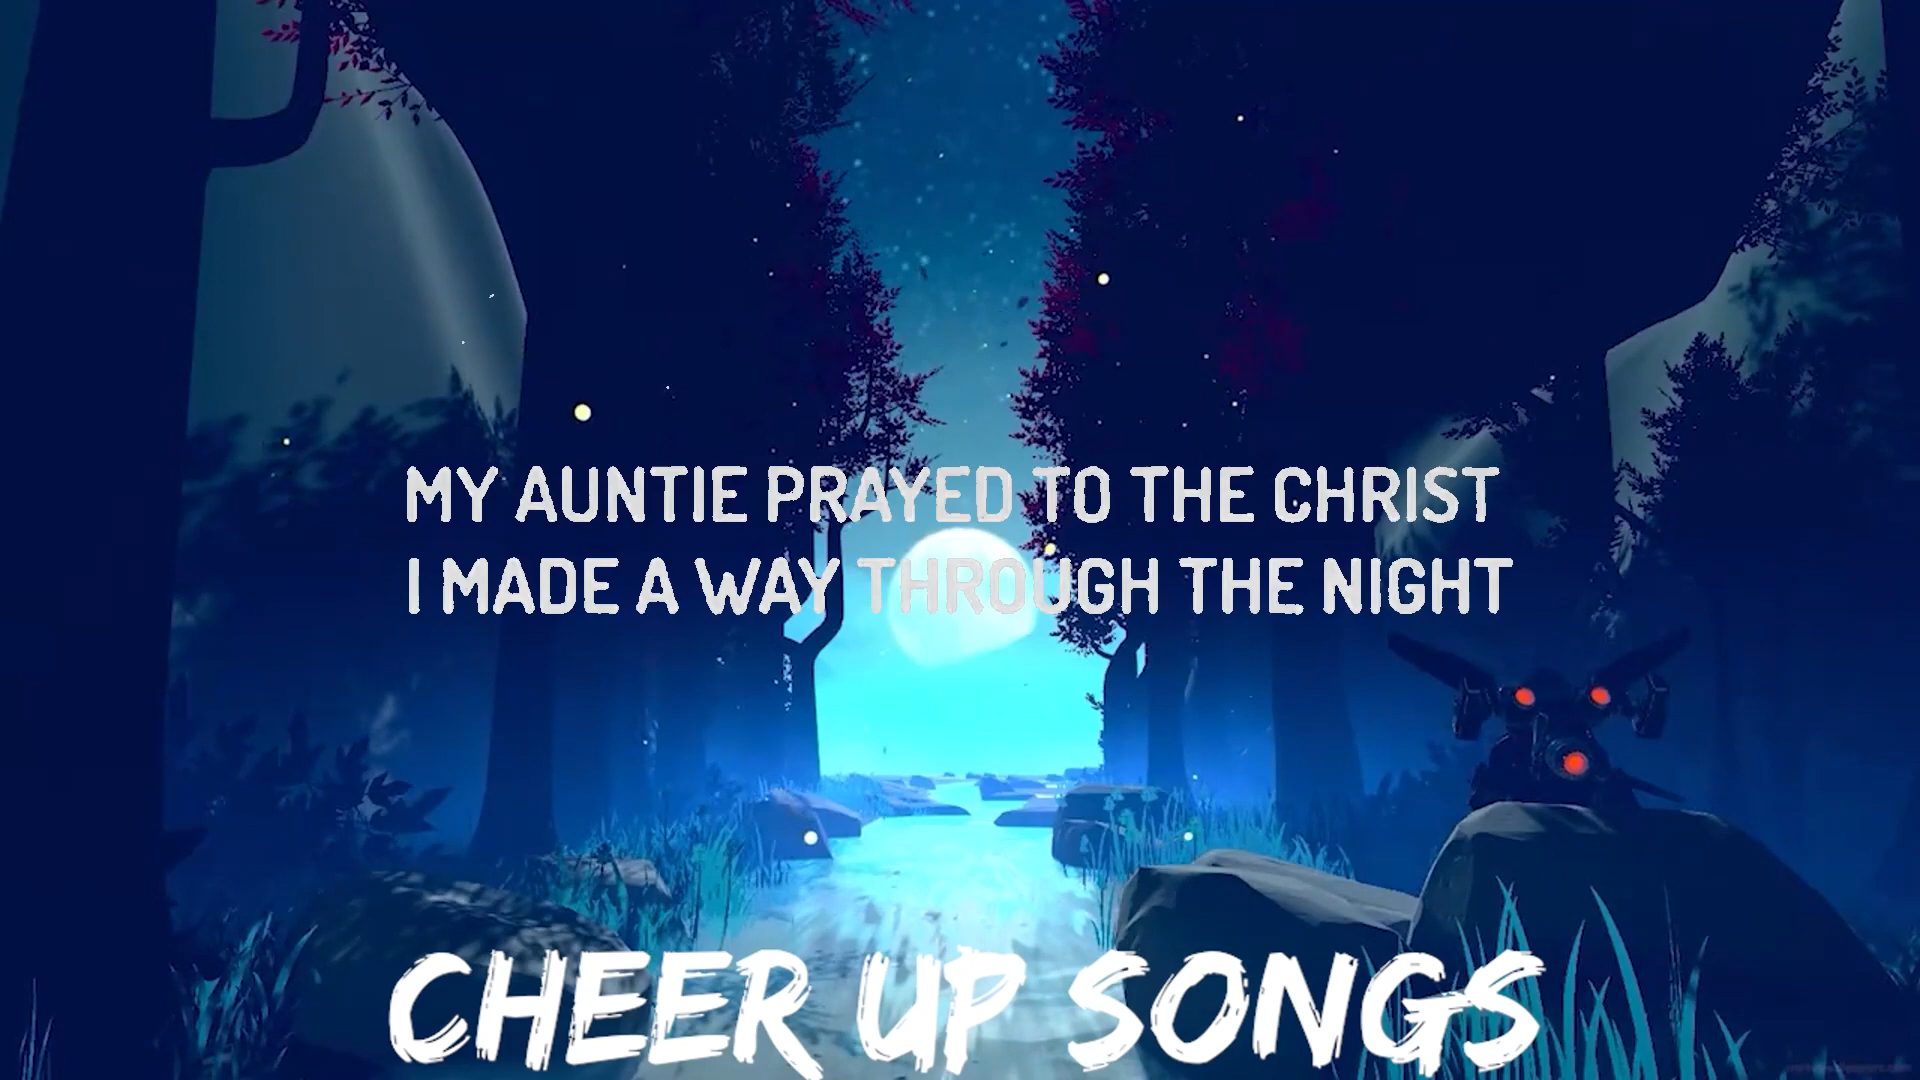 MY AUNTIE PRAYED TO THE CHRIST
I MADE A WAY THROUGH THE NIGHT
CHEER UP SONGS